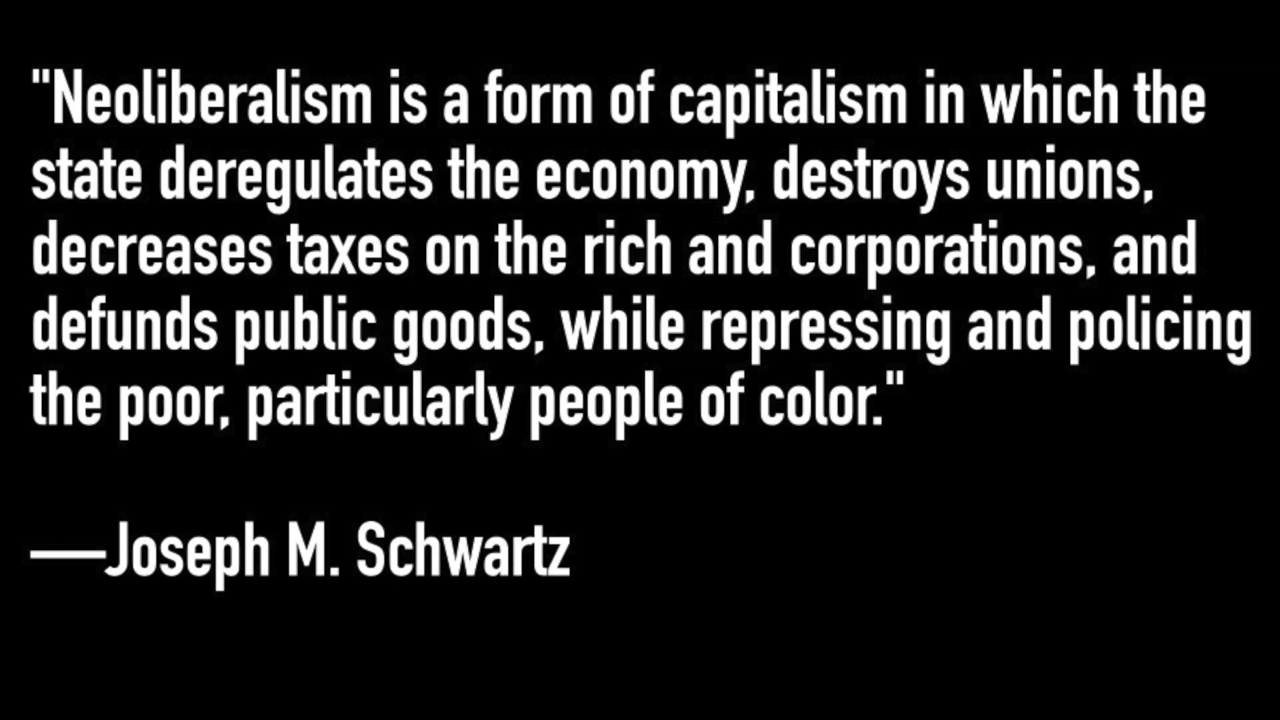 "Neoliberalism is a form of capitalism in which the
state deregulates the economy, destroys unions,
decreases taxes on the rich and corporations, and
defunds public goods, while repressing and policing
the poor, particularly people of color."
—Joseph M. Schwartz